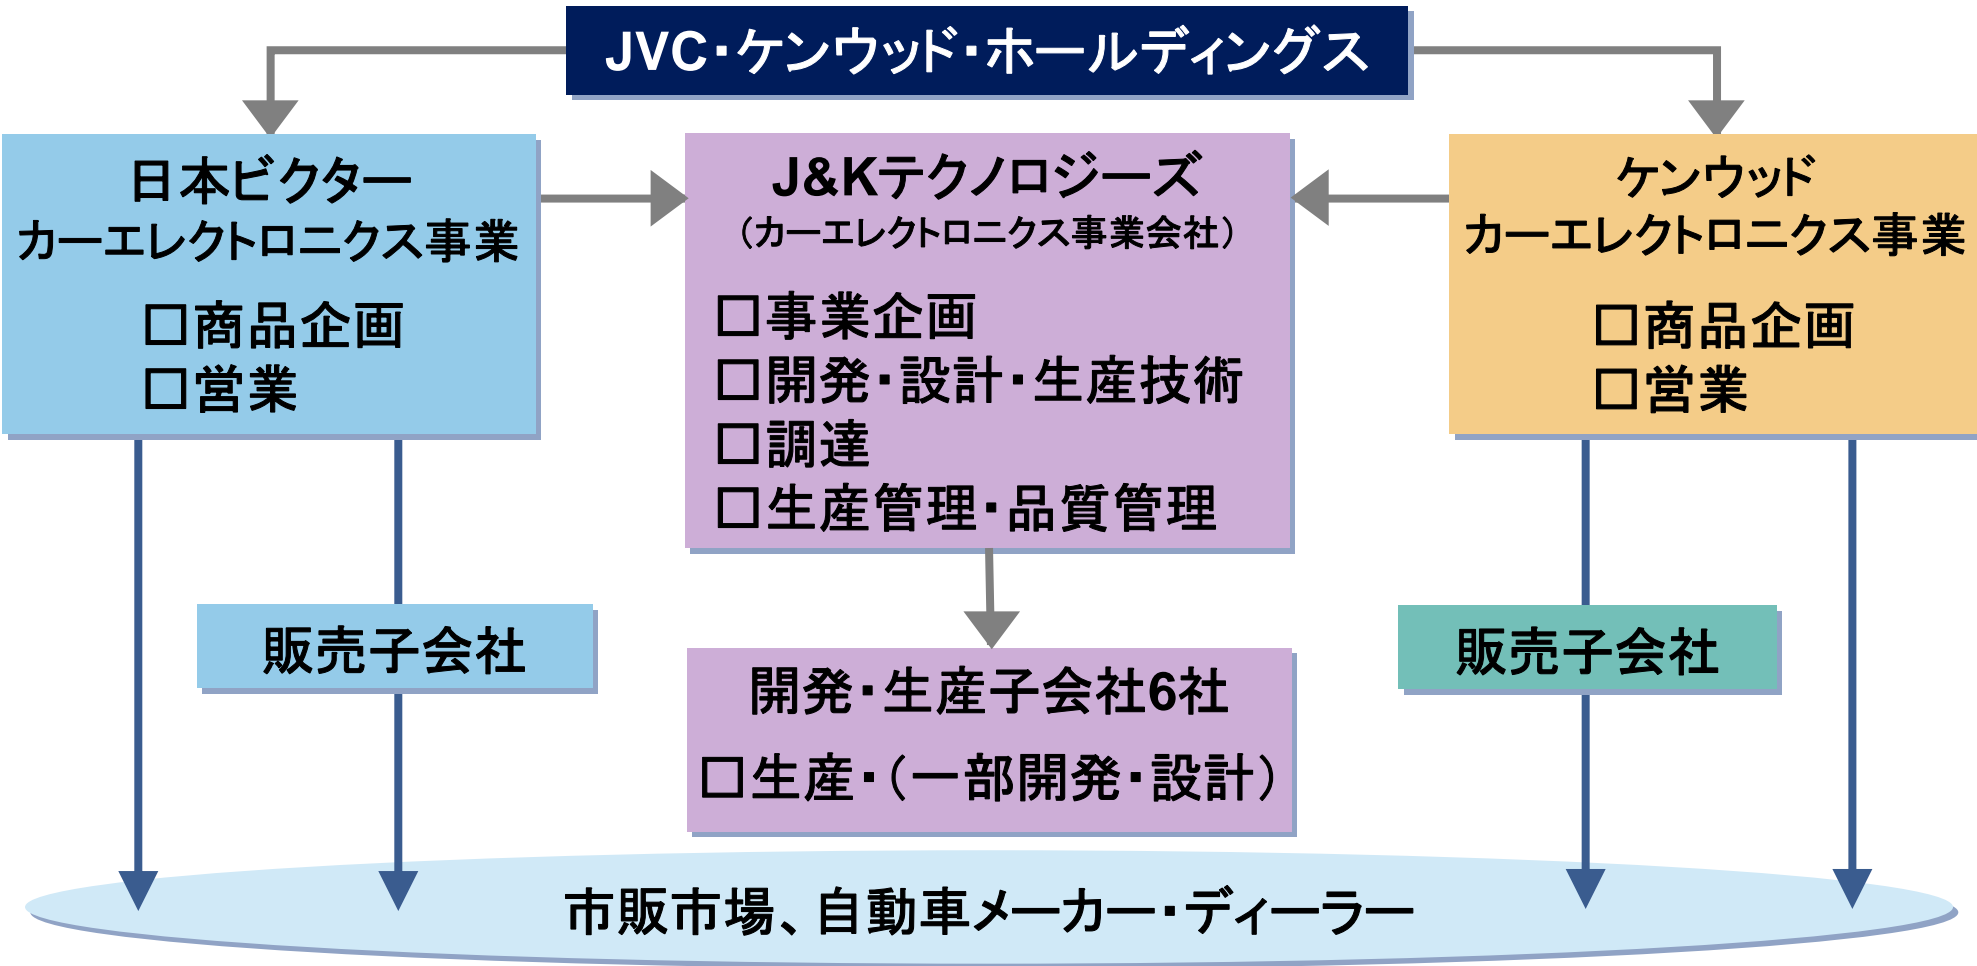 JVC・ケンウッド・ホールディングス
日本ビクター
カーエレクトロニクス事業
□商品企画
□営業
J&Kテクノロジーズ
（カーエレクトロニクス事業会社）
□事業企画
□開発・設計・生産技術
□調達
□生産管理・品質管理
ケンウッド
カーエレクトロニクス事業
□商品企画
□営業
販売子会社
開発・生産子会社6社
□生産・（一部開発・設計）
販売子会社
市販市場、自動車メーカー・ディーラー